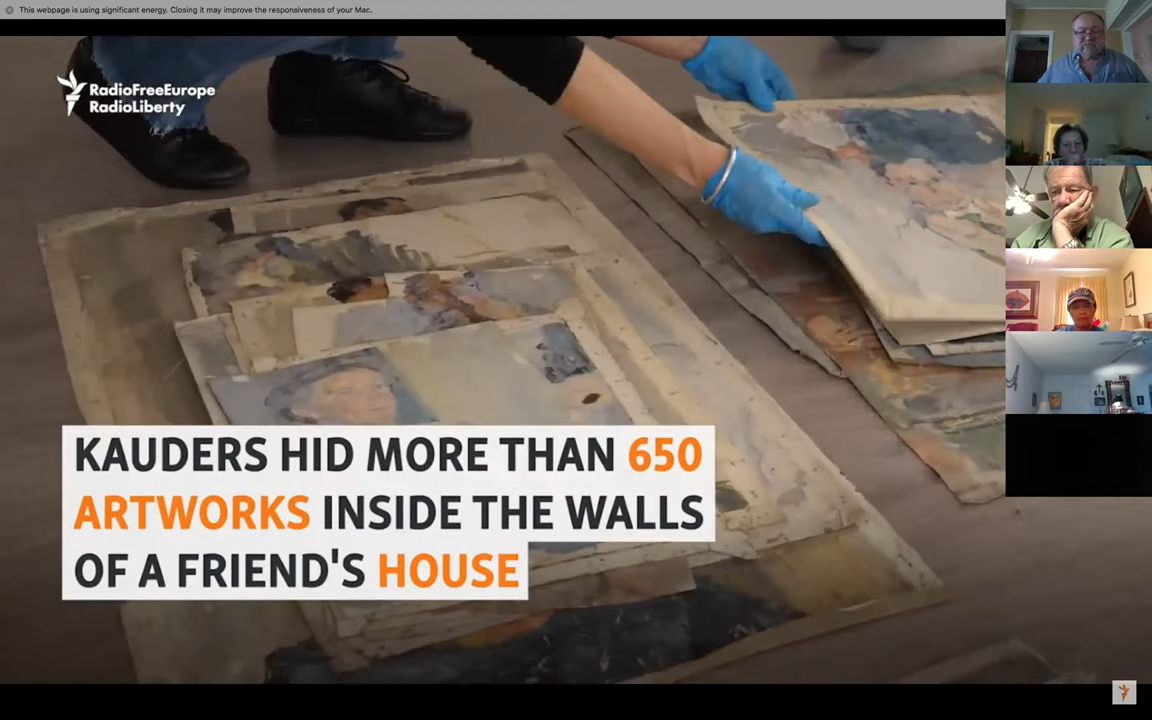 This webpage is using significant energy. Closing it may improve the responsiveness of your Mac.
RadioFreeEurope
RadioLiberty
KAUDERS HID MORE THAN 650
ARTWORKS INSIDE THE WALLS
OF A FRIEND'S HOUSE